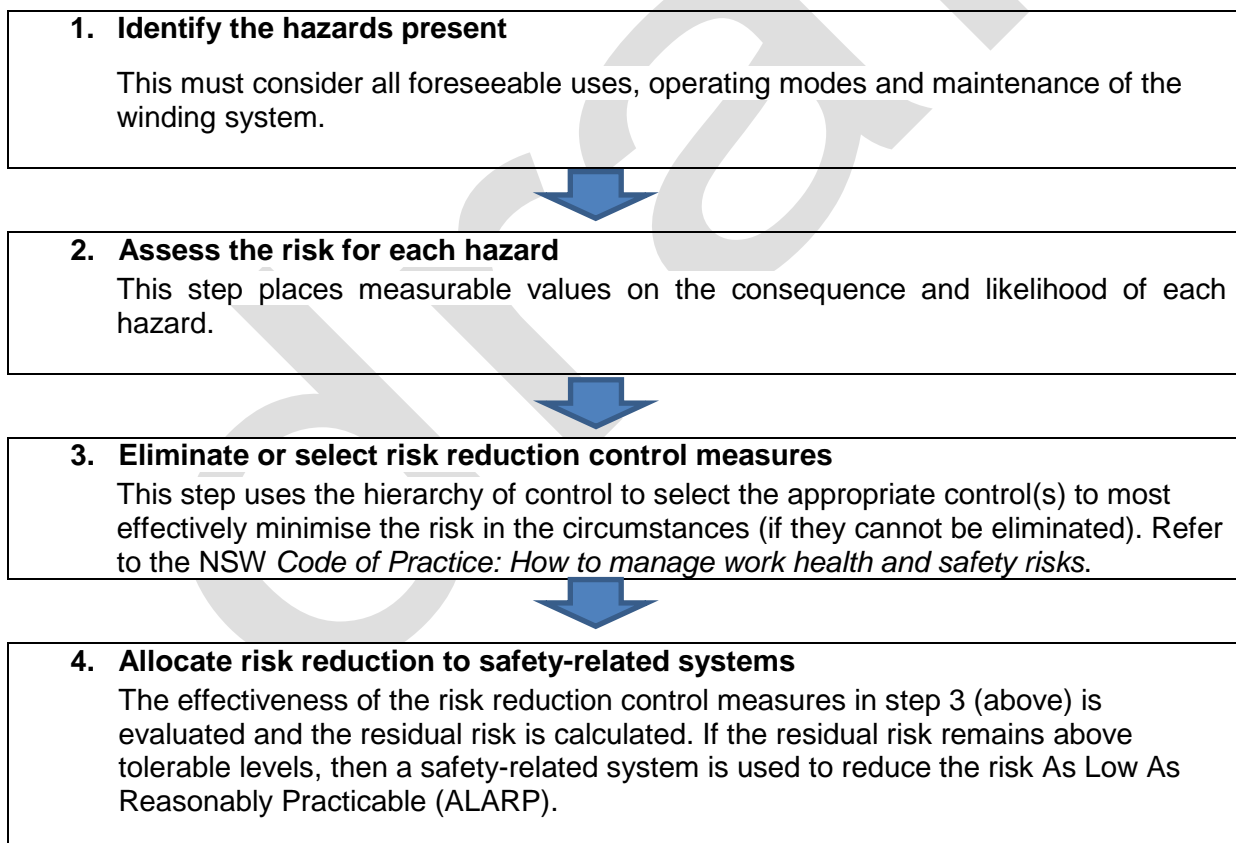 1. Identify the hazards present
This must consider all foreseeable uses, operating modes and maintenance of the
winding system.
2. Assess the risk for each hazard
This step places measurable values on the consequence and likelihood of each
hazard.
3. Eliminate or select risk reduction control measures
This step uses the hierarchy of control to select the appropriate control(s) to most
effectively minimise the risk in the circumstances (if they cannot be eliminated). Refer
to the NSW Code of Practice: How to manage work health and safety risks.
4. Allocate risk reduction to safety-related systems
The effectiveness of the risk reduction control measures in step 3 (above) is
evaluated and the residual risk is calculated. If the residual risk remains above
tolerable levels, then a safety-related system is used to reduce the risk As Low As
Reasonably Practicable (ALARP).